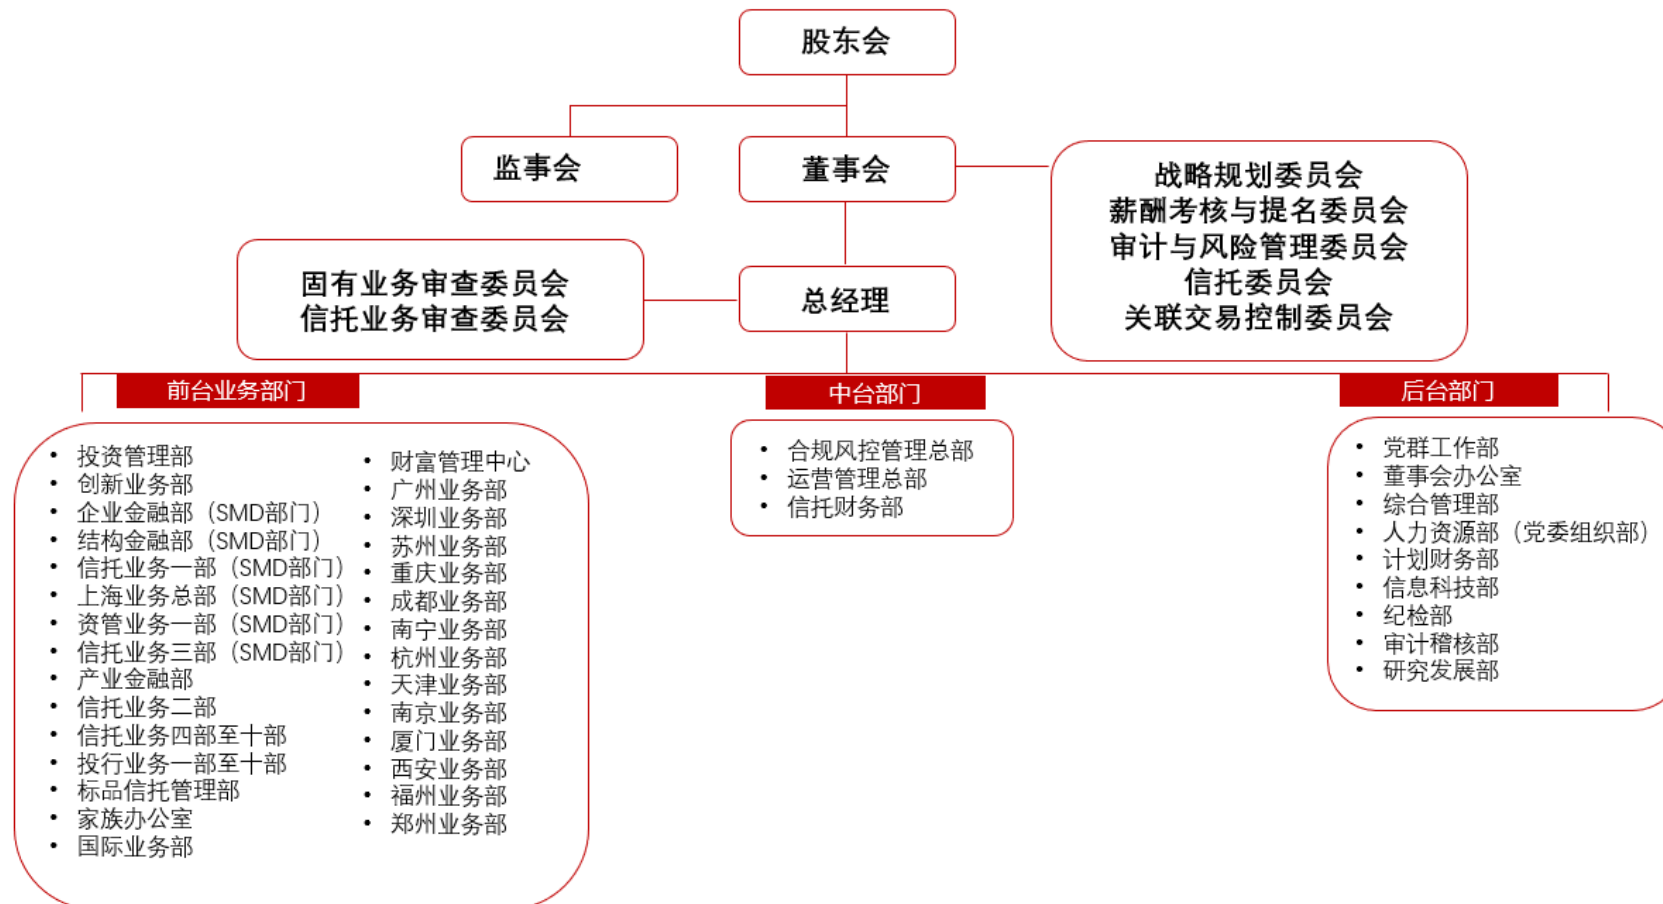 股东会
监事会
董事会
战略规划委员会
薪酬考核与提名委员会
审计与风险管理委员会
信托委员会
关联交易控制委员会
固有业务审查委员会
信托业务审查委员会
总经理
前台业务部门
• 投资管理部
• 创新业务部
• 企业金融部（SMD部门）
• 结构金融部（SMD部门）
• 信托业务一部（SMD部门）
• 上海业务总部（SMD部门）
• 资管业务一部（SMD部门）
• 信托业务三部（SMD部门）
• 产业金融部
• 信托业务二部
• 信托业务四部至十部
• 投行业务一部至十部
• 标品信托管理部
• 家族办公室
• 国际业务部
• 财富管理中心
• 广州业务部
• 深圳业务部
• 苏州业务部
• 重庆业务部
• 成都业务部
• 南宁业务部
• 杭州业务部
• 天津业务部
• 南京业务部
• 厦门业务部
• 西安业务部
• 福州业务部
• 郑州业务部
中台部门
• 合规风控管理总部
• 运营管理总部
• 信托财务部
后台部门
• 党群工作部
• 董事会办公室
• 综合管理部
• 人力资源部（党委组织部）
• 计划财务部
• 信息科技部
• 纪检部
• 审计稽核部
• 研究发展部